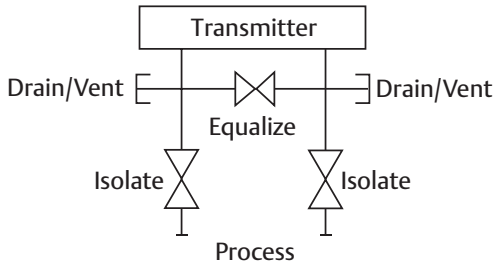 Transmitter
Drain/Vent
Drain/Vent
Equalize
Isolate
Isolate
Process